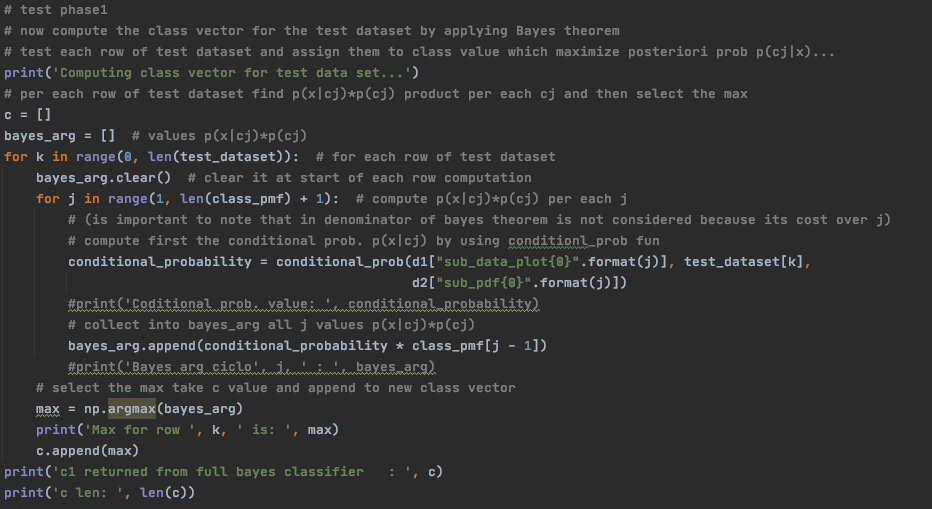 # test phase1
# now compute the class vector for the test dataset by applying Bayes theorem
# test each row of test dataset and assign them to class value which maximize posteriori prob p(cj|x)...
print('Computing class vector for test data set...')
# per each row of test dataset find p(x|cj)*p(cj) product per each cj and then select the max
c = []
bayes_arg = []  # values p(x|cj)*p(cj)
for k in range(0, len(test_dataset)):  # for each row of test dataset
    bayes_arg.clear()  # clear it at start of each row computation
    for j in range(1, len(class_pmf) + 1):  # compute p(x|cj)*p(cj) per each j
        # (is important to note that in denominator of bayes theorem is not considered because its cost over j)
        # compute first the conditional prob. p(x|cj) by using conditionl_prob fun
        conditional_probability = conditional_prob(d1["sub_data_plot{0}".format(j)], test_dataset[k],
                                                   d2["sub_pdf{0}".format(j)])
        #print('Coditional prob. value: ', conditional_probability)
        # collect into bayes_arg all j values p(x|cj)*p(cj)
        bayes_arg.append(conditional_probability * class_pmf[j - 1])
        #print('Bayes arg ciclo', j, ' : ', bayes_arg)
    # select the max take c value and append to new class vector
    max = np.argmax(bayes_arg)
    print('Max for row ', k, ' is: ', max)
    c.append(max)
print('c1 returned from full bayes classifier   : ', c)
print('c len: ', len(c))